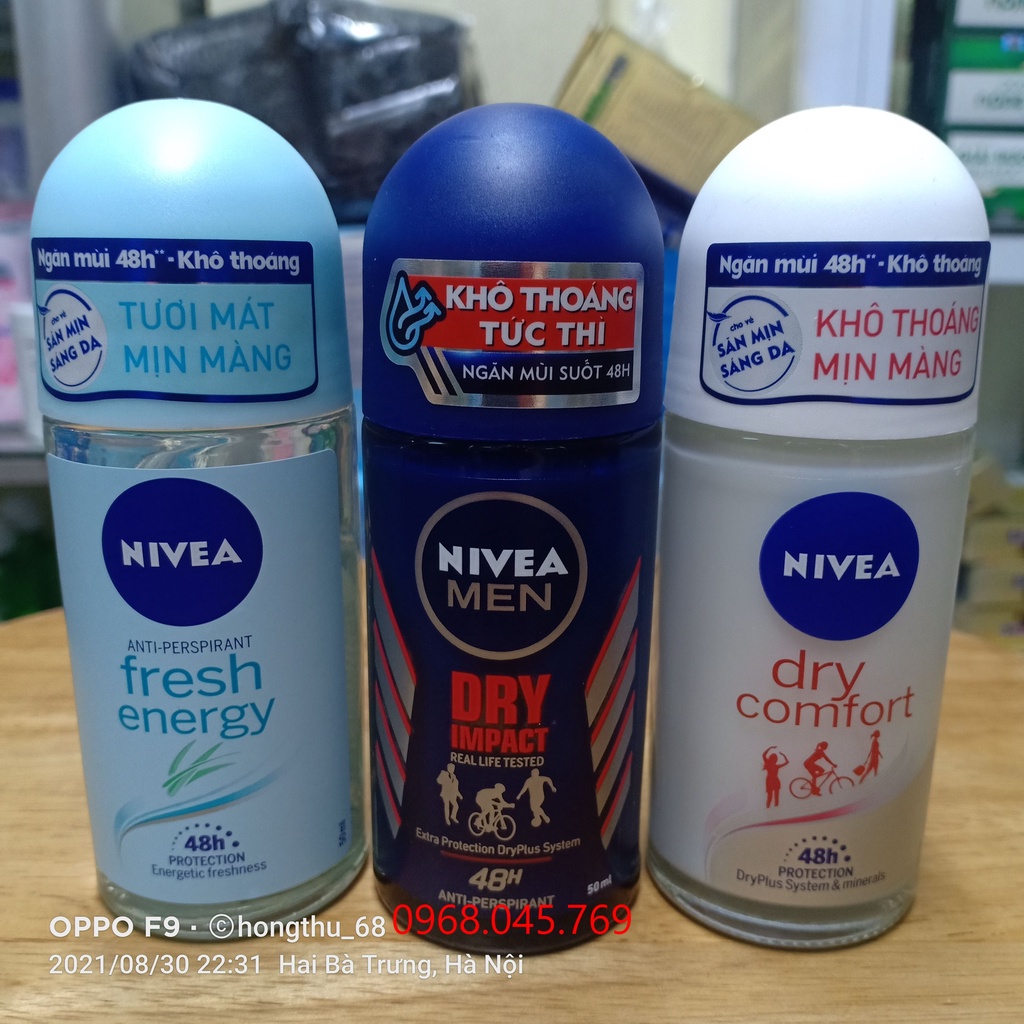 Ngăn mùi 48h** - Khô thoáng
cho vẻ
SĂN MỊN
SÁNG DA
TƯƠI MÁT
MỊN MÀNG
NIVEA
ANTI-PERSPIRANT
fresh
energy
48h
PROTECTION
Energetic freshness
50ml
KHÔ THOÁNG
TỨC THÌ
NGĂN MÙI SUỐT 48H
NIVEA
MEN
DRY
IMPACT
REAL LIFE TESTED
Extra Protection DryPlus System
48H
ANTI-PERSPIRANT
50 ml
Ngăn mùi 48h** - Khô thoáng
cho vẻ
SĂN MỊN
SÁNG DA
KHÔ THOÁNG
MỊN MÀNG
NIVEA
dry
comfort
48h
PROTECTION
DryPlus System & minerals
OPPO F9 · ©hongthu_68 0968.045.769
2021/08/30 22:31 Hai Bà Trưng, Hà Nội